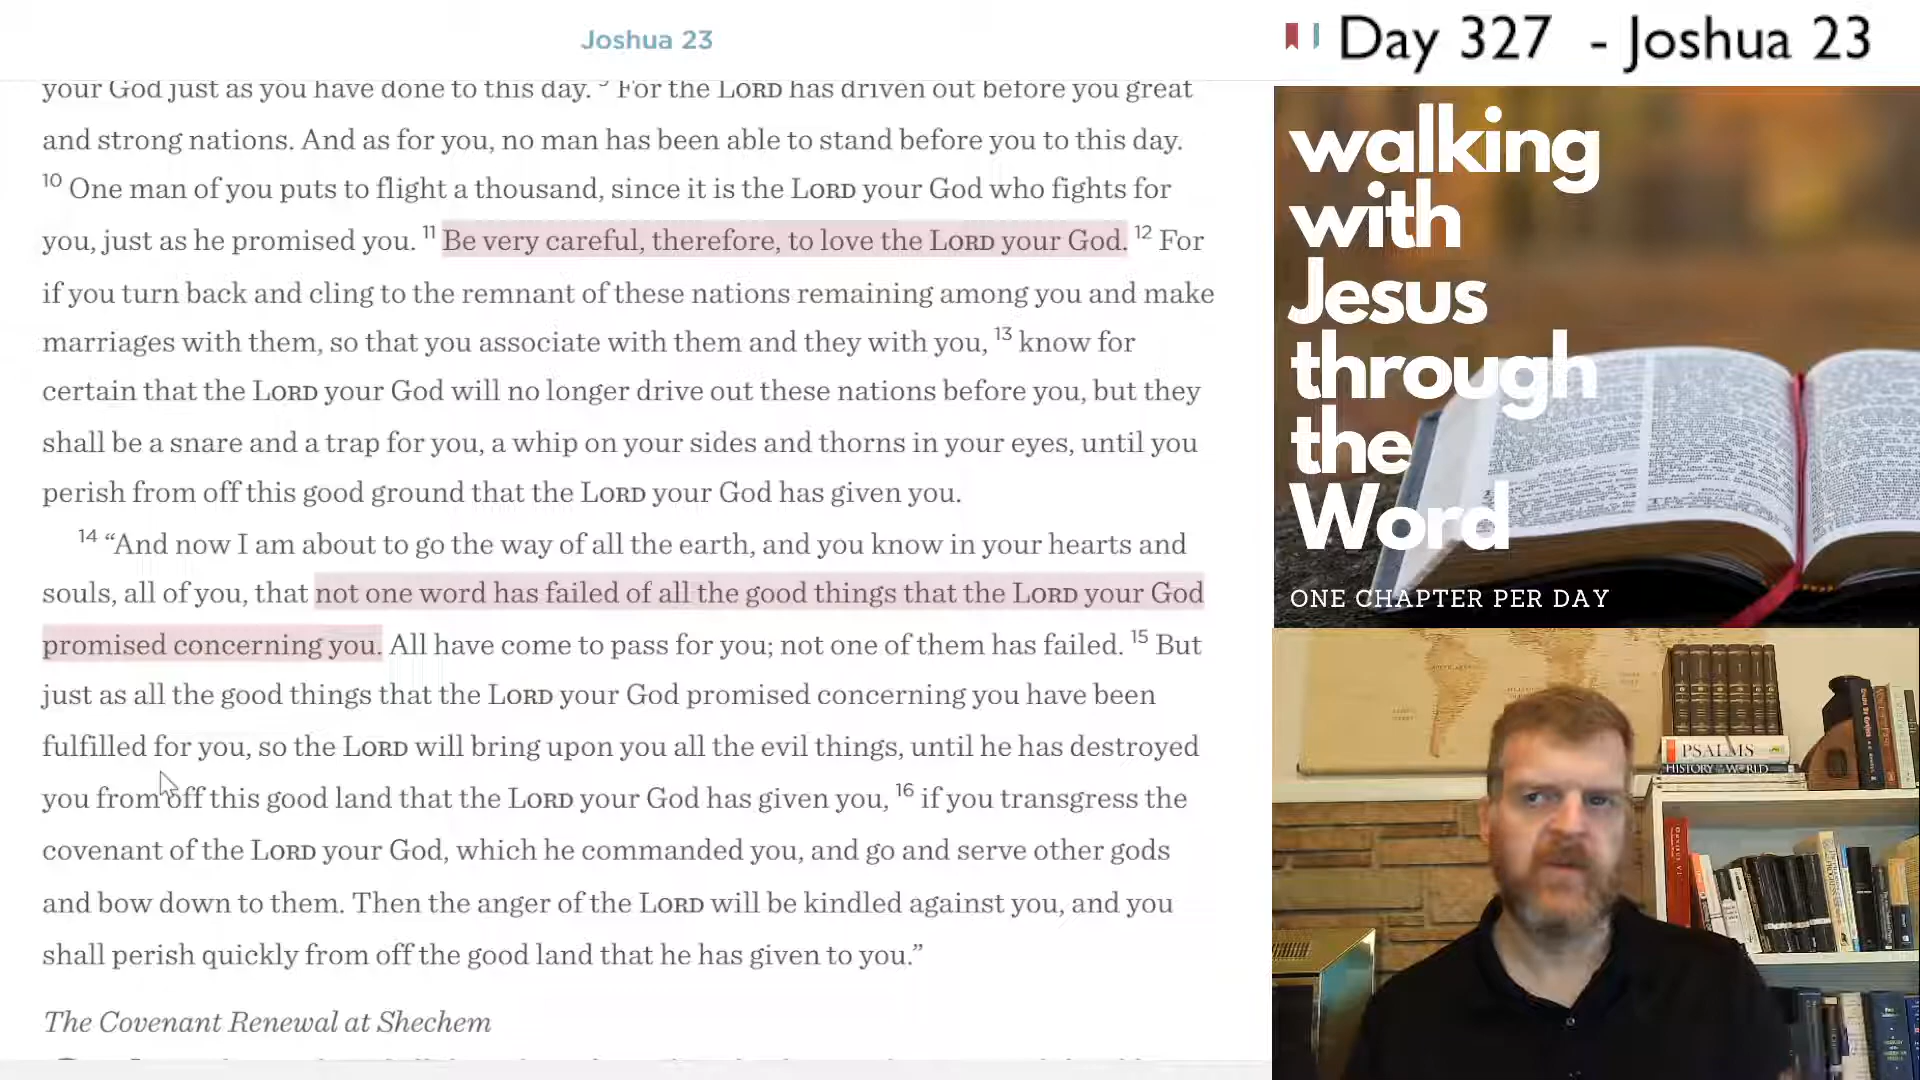 Joshua 23
Day 327 - Joshua 23
your God just as you have done to this day. 9 For the LORD has driven out before you great
and strong nations. And as for you, no man has been able to stand before you to this day.
10 One man of you puts to flight a thousand, since it is the LORD your God who fights for
you, just as he promised you. 11 Be very careful, therefore, to love the LORD your God. 12 For
if you turn back and cling to the remnant of these nations remaining among you and make
marriages with them, so that you associate with them and they with you, 13 know for
certain that the LORD your God will no longer drive out these nations before you, but they
shall be a snare and a trap for you, a whip on your sides and thorns in your eyes, until you
perish from off this good ground that the LORD your God has given you.
14 “And now I am about to go the way of all the earth, and you know in your hearts and
souls, all of you, that not one word has failed of all the good things that the LORD your God
promised concerning you. All have come to pass for you; not one of them has failed. 15 But
just as all the good things that the LORD your God promised concerning you have been
fulfilled for you, so the LORD will bring upon you all the evil things, until he has destroyed
you from off this good land that the LORD your God has given you, 16 if you transgress the
covenant of the LORD your God, which he commanded you, and go and serve other gods
and bow down to them. Then the anger of the LORD will be kindled against you, and you
shall perish quickly from off the good land that he has given to you.”
The Covenant Renewal at Shechem
walking
with
Jesus
through
the
Word
ONE CHAPTER PER DAY
PSALMS
HISTORY OF THE WORLD